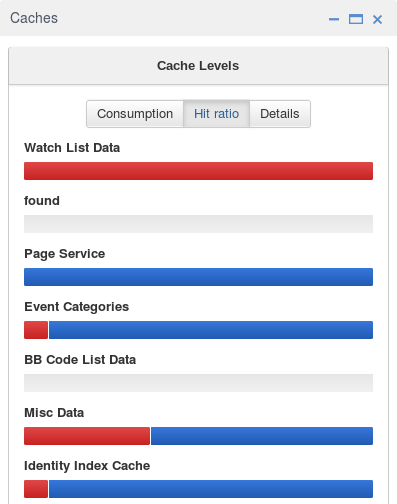 Caches
Cache Levels
Consumption Hit ratio Details
Watch List Data
found
Page Service
Event Categories
BB Code List Data
Misc Data
Identity Index Cache